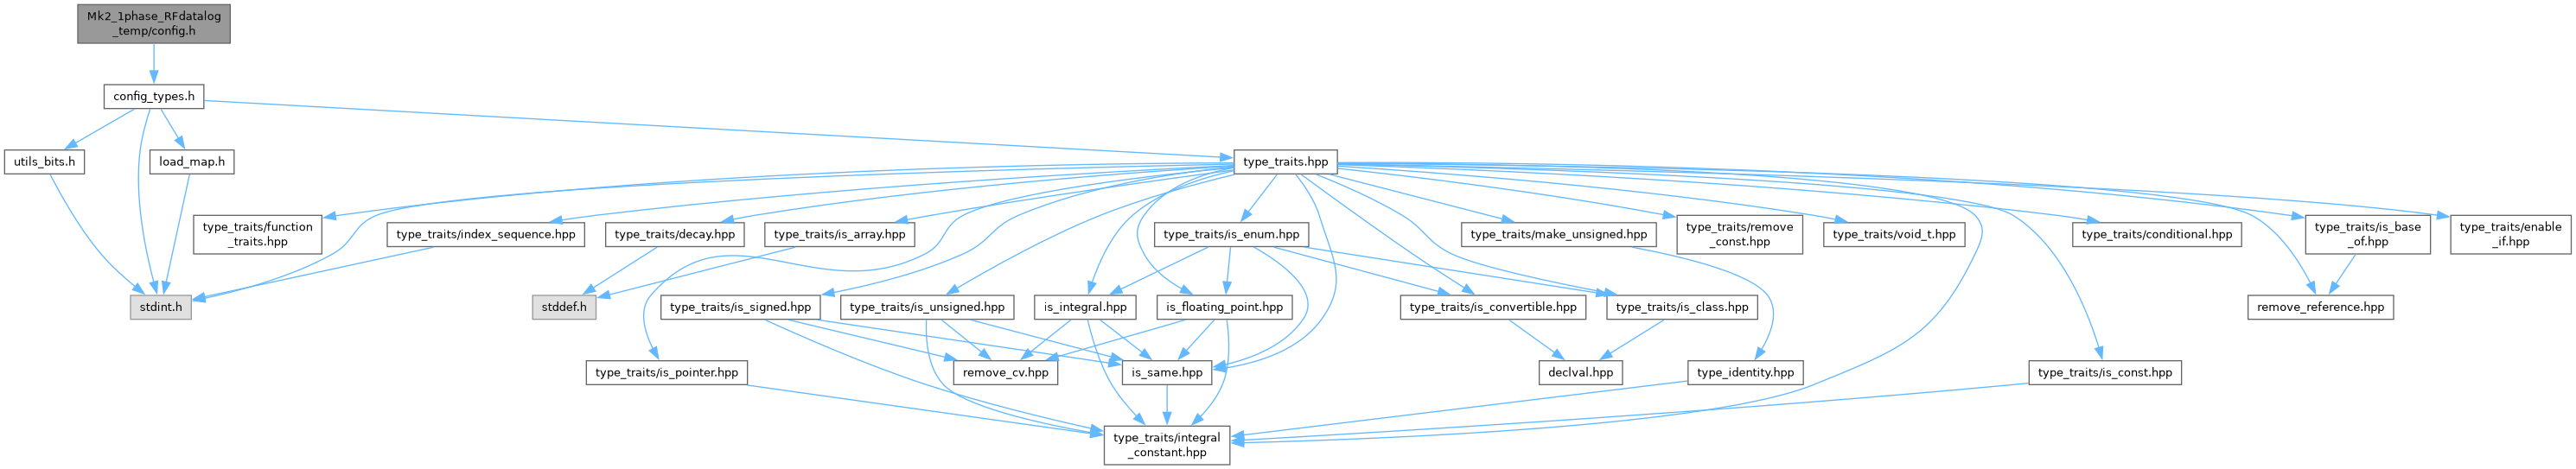 Mk2_1phase_RFdatalog
_temp/config.h
config_types.h
utils_bits.h
load_map.h
type_traits.hpp
type_traits/function
_traits.hpp
type_traits/index_sequence.hpp
type_traits/decay.hpp
type_traits/is_array.hpp
type_traits/is_enum.hpp
type_traits/make_unsigned.hpp
type_traits/remove
_const.hpp
type_traits/void_t.hpp
type_traits/conditional.hpp
type_traits/is_base
_of.hpp
type_traits/enable
_if.hpp
stdint.h
stddef.h
type_traits/is_signed.hpp
type_traits/is_unsigned.hpp
is_integral.hpp
is_floating_point.hpp
type_traits/is_convertible.hpp
type_traits/is_class.hpp
remove_reference.hpp
type_traits/is_pointer.hpp
remove_cv.hpp
is_same.hpp
declval.hpp
type_identity.hpp
type_traits/is_const.hpp
type_traits/integral
_constant.hpp